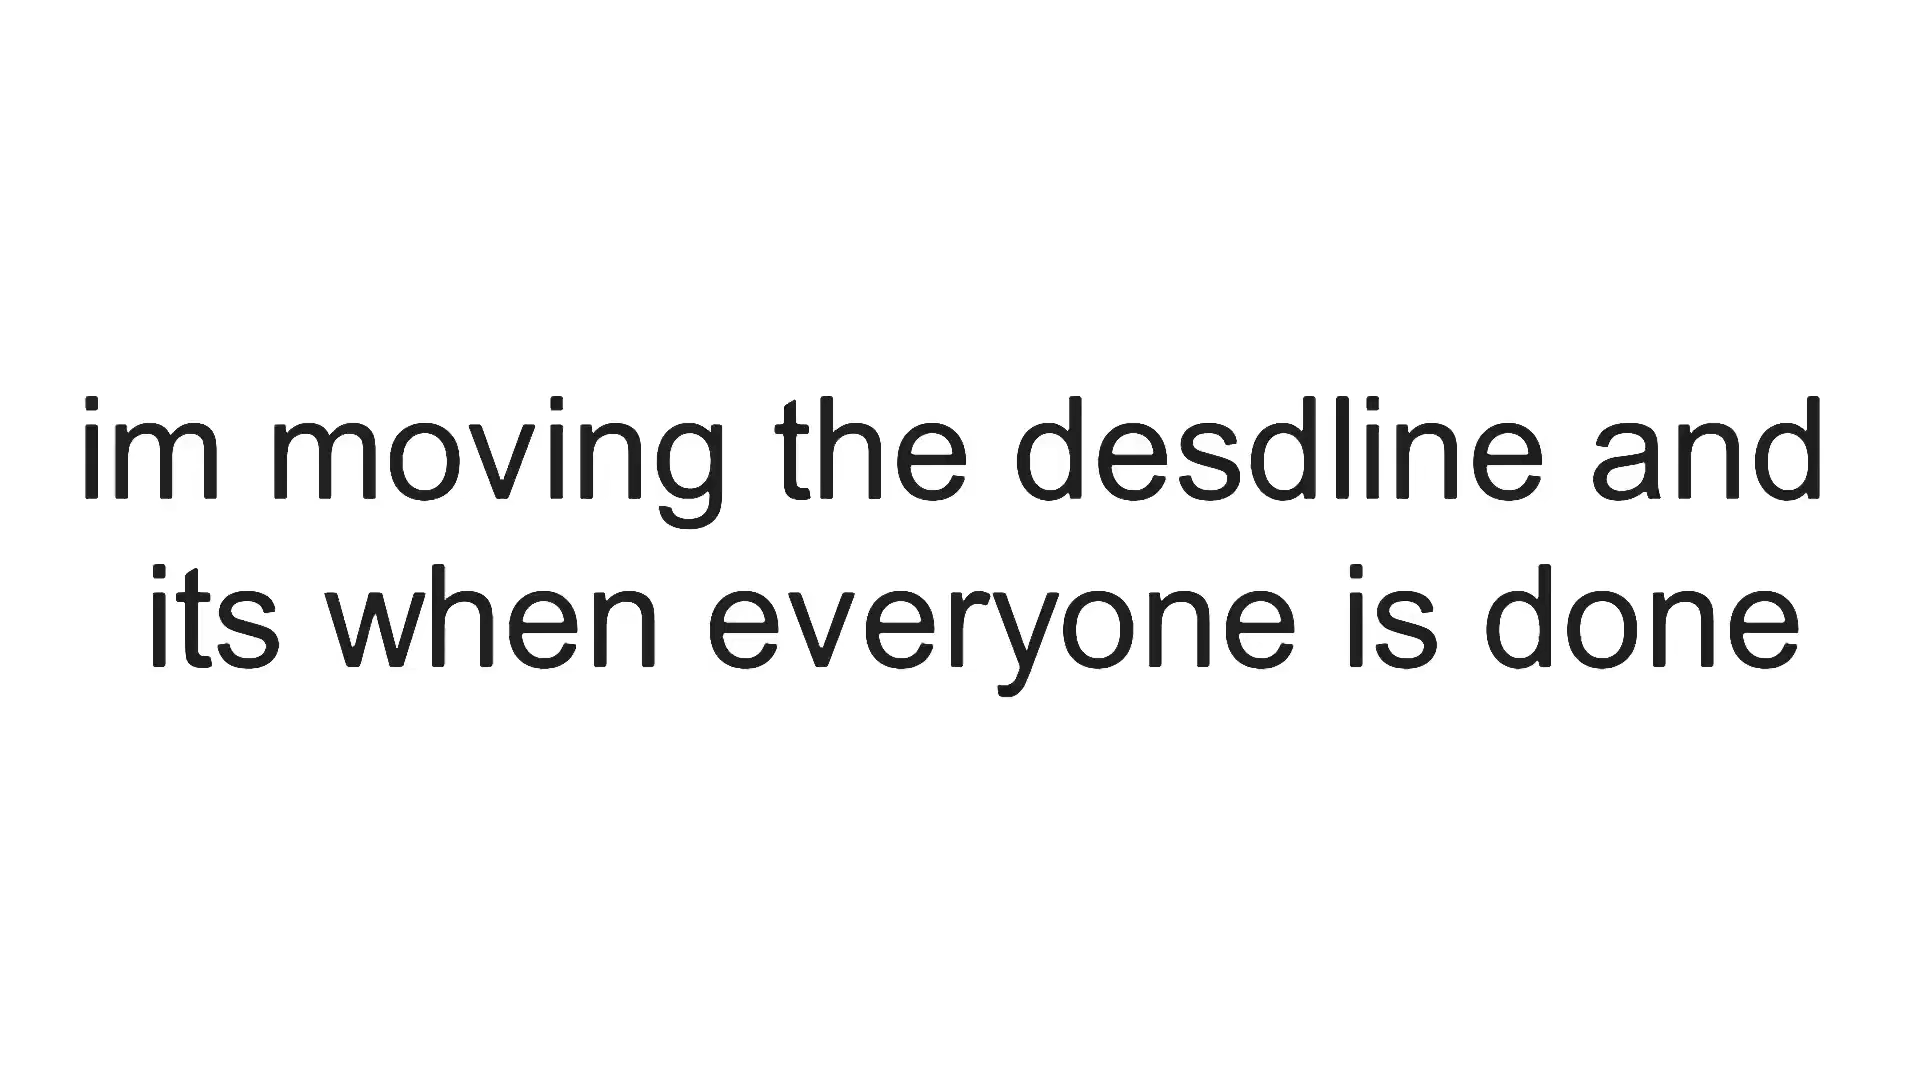 im moving the desdline and
its when everyone is done